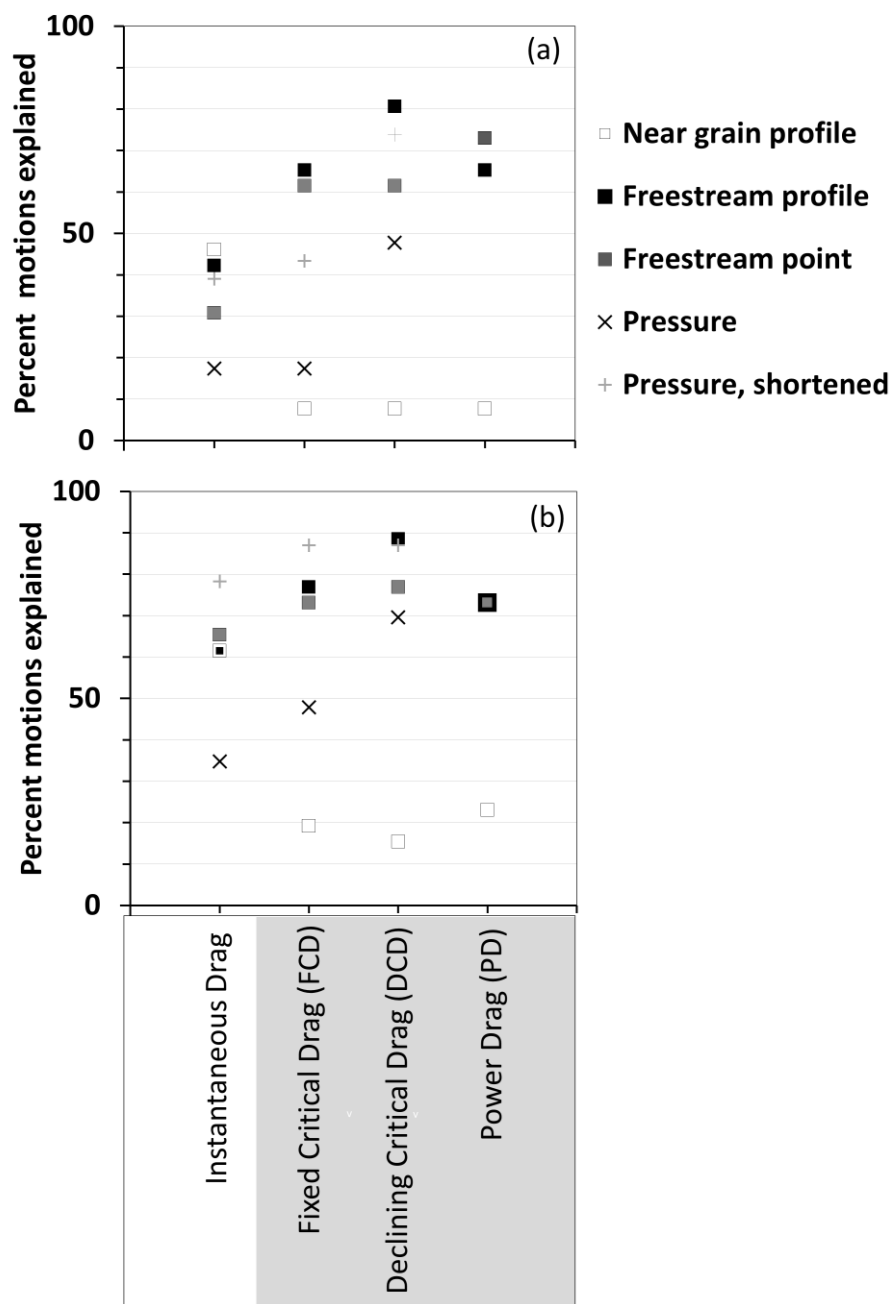 100
(a)
Percent motions explained
50
0
Near grain profile
Freestream profile
Freestream point
Pressure
Pressure, shortened
100
(b)
Percent motions explained
50
0
Instantaneous Drag
Fixed Critical Drag (FCD)
Declining Critical Drag (DCD)
Power Drag (PD)
v
v